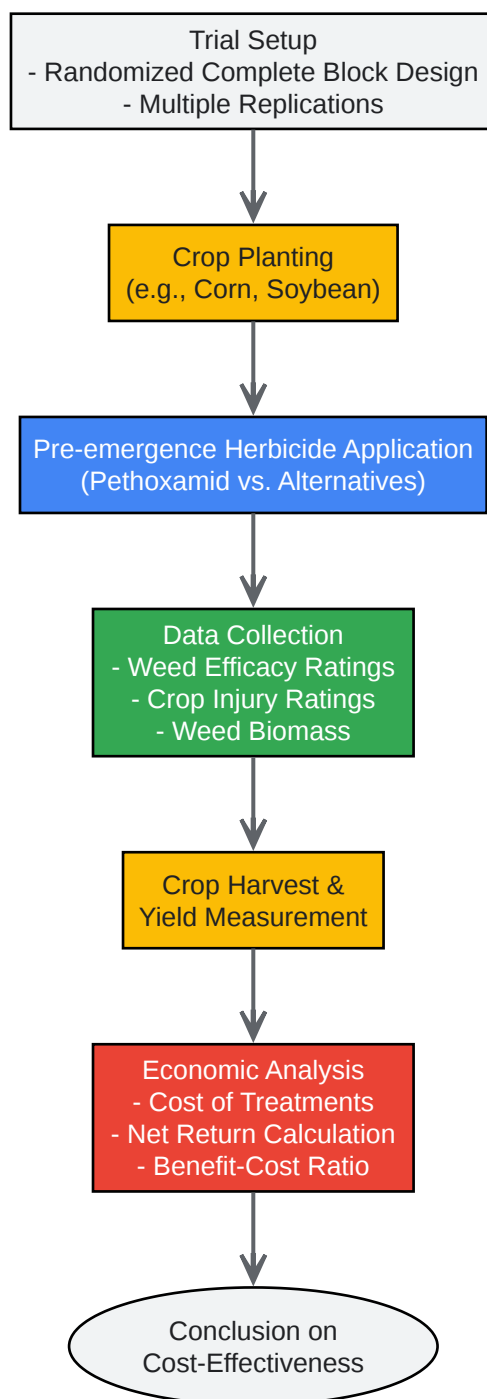 Trial Setup
- Randomized Complete Block Design
- Multiple Replications
Crop Planting
(e.g., Corn, Soybean)
Pre-emergence Herbicide Application
(Pethoxamid vs. Alternatives)
Data Collection
- Weed Efficacy Ratings
- Crop Injury Ratings
- Weed Biomass
Crop Harvest &
Yield Measurement
Economic Analysis
- Cost of Treatments
- Net Return Calculation
- Benefit-Cost Ratio
Conclusion on
Cost-Effectiveness